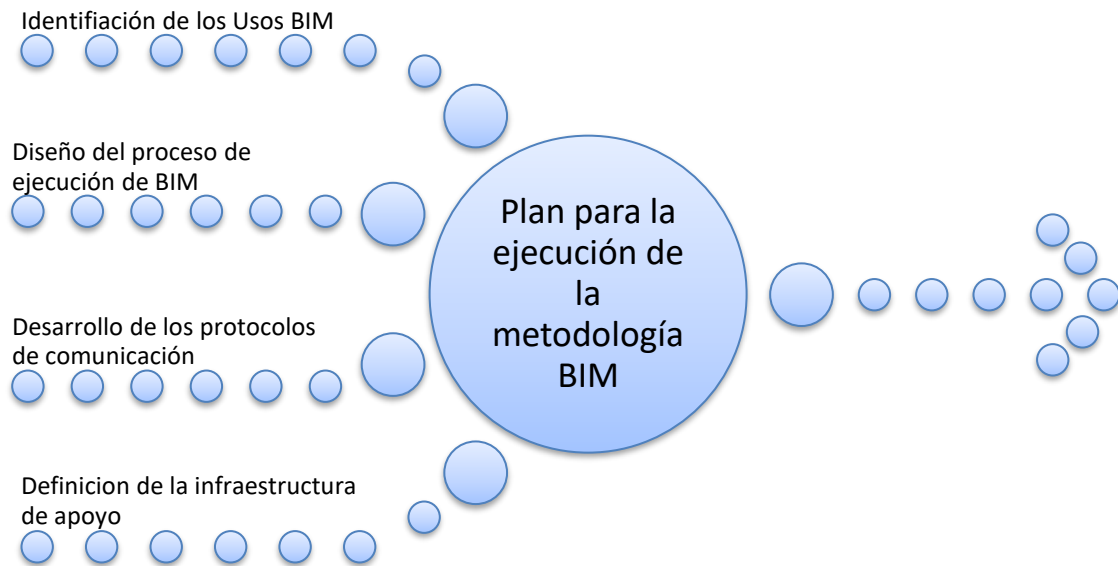 Identifiación de los Usos BIM
Diseño del proceso de
ejecución de BIM
Desarrollo de los protocolos
de comunicación
Definicion de la infraestructura
de apoyo
Plan para la
ejecución de
la
metodología
BIM